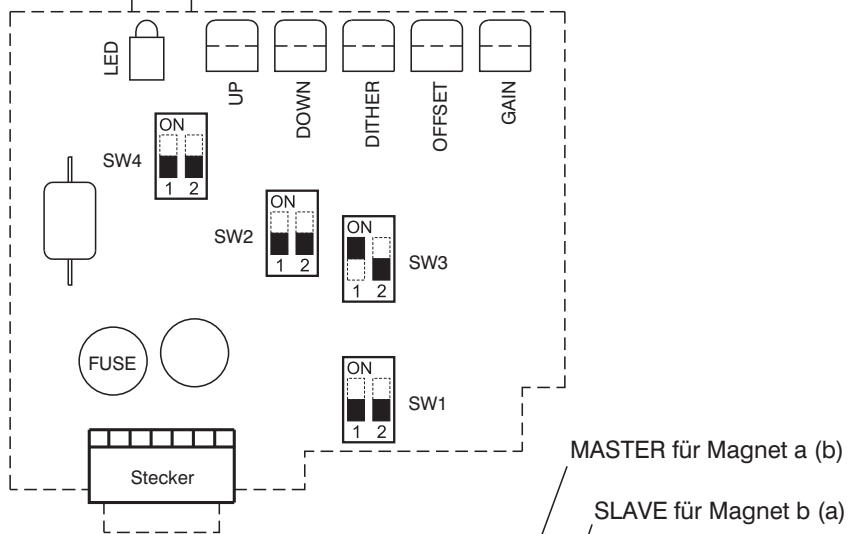 LED
UP
DOWN
DITHER
OFFSET
GAIN
ON
SW4
1 2
ON
SW2
1 2
ON
SW3
1 2
FUSE
ON
SW1
1 2
Stecker
MASTER für Magnet a (b)
SLAVE für Magnet b (a)